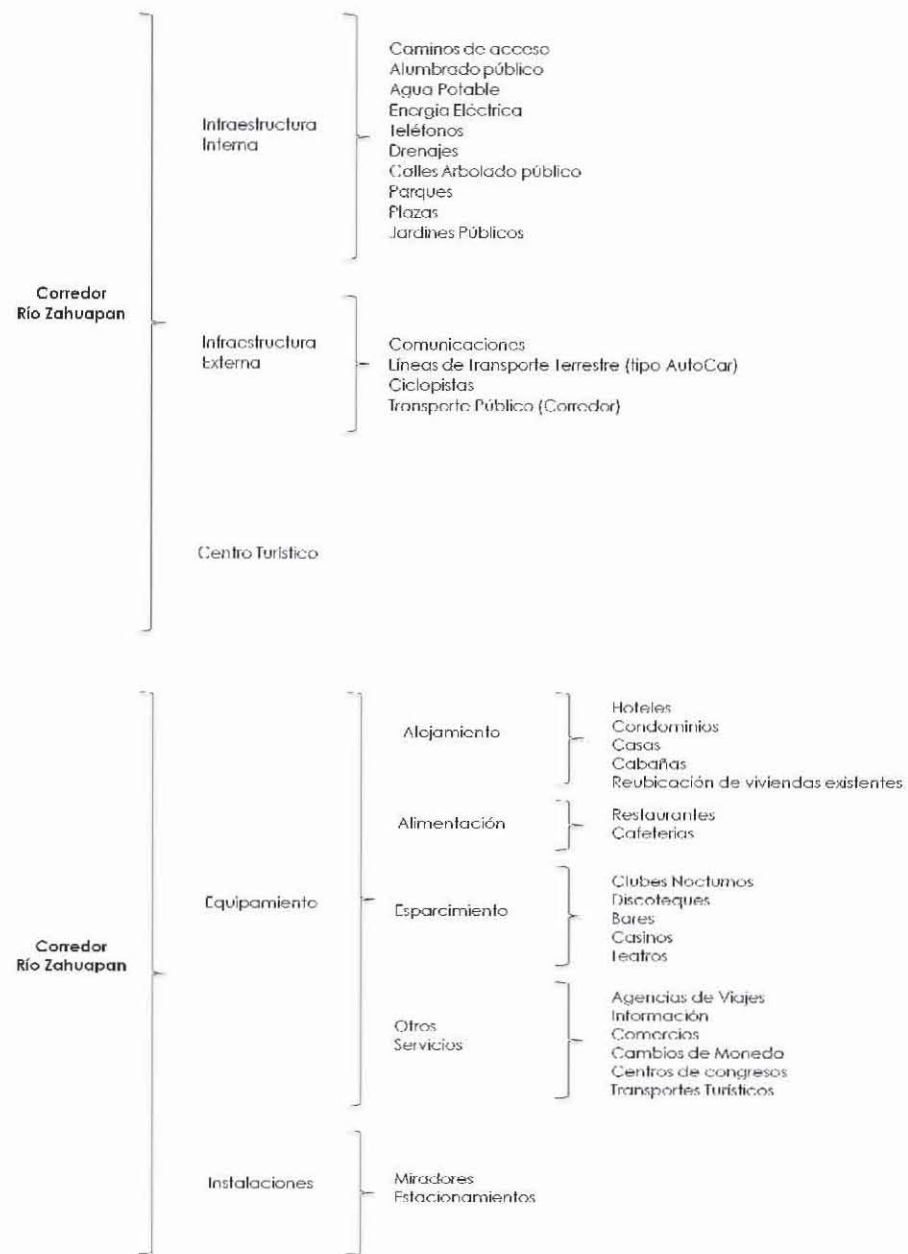 Corredor
Río Zahuapan
Infraestructura
Interna
Caminos de acceso
Alumbrado público
Agua Potable
Energía Eléctrica
Teléfonos
Drenajes
Calles Arbolado público
Parques
Plazas
Jardines Públicos
Infraestructura
Externa
Comunicaciones
Líneas de Transporte Terrestre (tipo AutoCar)
Ciclopistas
Transporte Público (Corredor)
Centro Turístico
Corredor
Río Zahuapan
Equipamiento
Alojamiento
Hoteles
Condominios
Casas
Cabañas
Reubicación de viviendas existentes
Alimentación
Restaurantes
Cafeterias
Esparcimiento
Clubes Nocturnos
Discoteques
Bares
Casinos
Teatros
Otros
Servicios
Agencias de Viajes
Información
Comercios
Cambios de Moneda
Centros de congresos
Transportes Turísticos
Instalaciones
Miradores
Estacionamientos